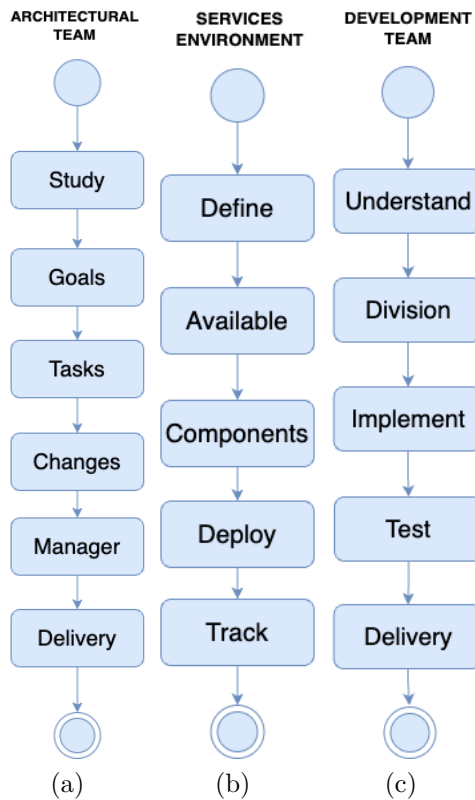 ARCHITECTURAL
TEAM
Study
Goals
Tasks
Changes
Manager
Delivery
(a)
SERVICES
ENVIRONMENT
Define
Available
Components
Deploy
Track
(b)
DEVELOPMENT
TEAM
Understand
Division
Implement
Test
Delivery
(c)